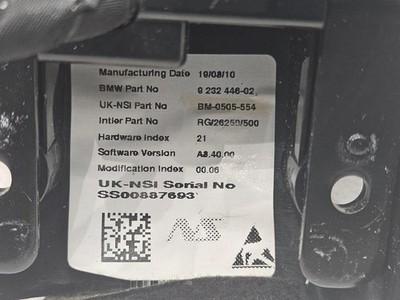 Manufacturing Date 19/08/10
BMW Part No 9 232 446-02
UK-NSI Part No BM-0505-554
Intier Part No RG/26250/500
Hardware Index 21
Software Version A8.40.00
Modification Index 00.06
UK-NSI Serial No
SS00887693
NS